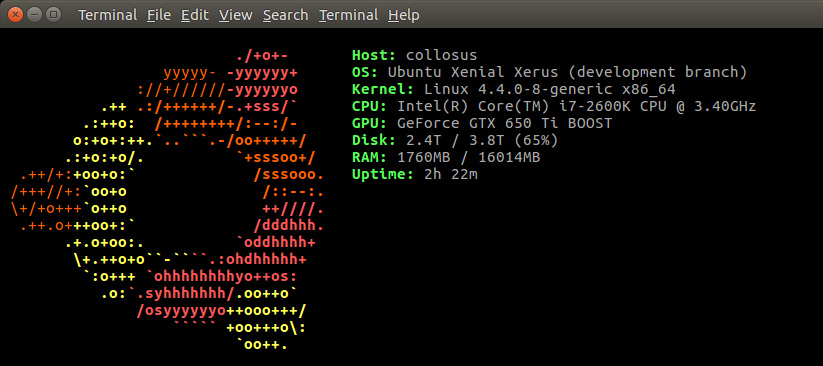 Terminal File Edit View Search Terminal Help
./+o+- Host: collosus
yyyyy- -yyyyyy+ OS: Ubuntu Xenial Xerus (development branch)
://+//////-yyyyyyo Kernel: Linux 4.4.0-8-generic x86_64
.++ .:/++++++/-.+sss/` CPU: Intel(R) Core(TM) i7-2600K CPU @ 3.40GHz
.:++o: /++++++++/:--:/- GPU: GeForce GTX 650 Ti BOOST
o:+o+:++.`..```.-/oo+++++/ Disk: 2.4T / 3.8T (65%)
.:+o:+o/. `+sssoo+/ RAM: 1760MB / 16014MB
.++/+:+oo+o:` /sssooo. Uptime: 2h 22m
/+++//+:`oo+o /::--:.
\+/+o+++`o++o ++////.
.++.o+++oo+:` /dddhhh.
.+.o+oo:. `oddhhhh+
\+.++o+o``-````.:ohdhhhhh+
`:o+++ `ohhhhhhhhyo++os:
.o:`.syhhhhhhh/.oo++o`
/osyyyyyyo++ooo+++/
````` +oo+++o\:
`oo++.